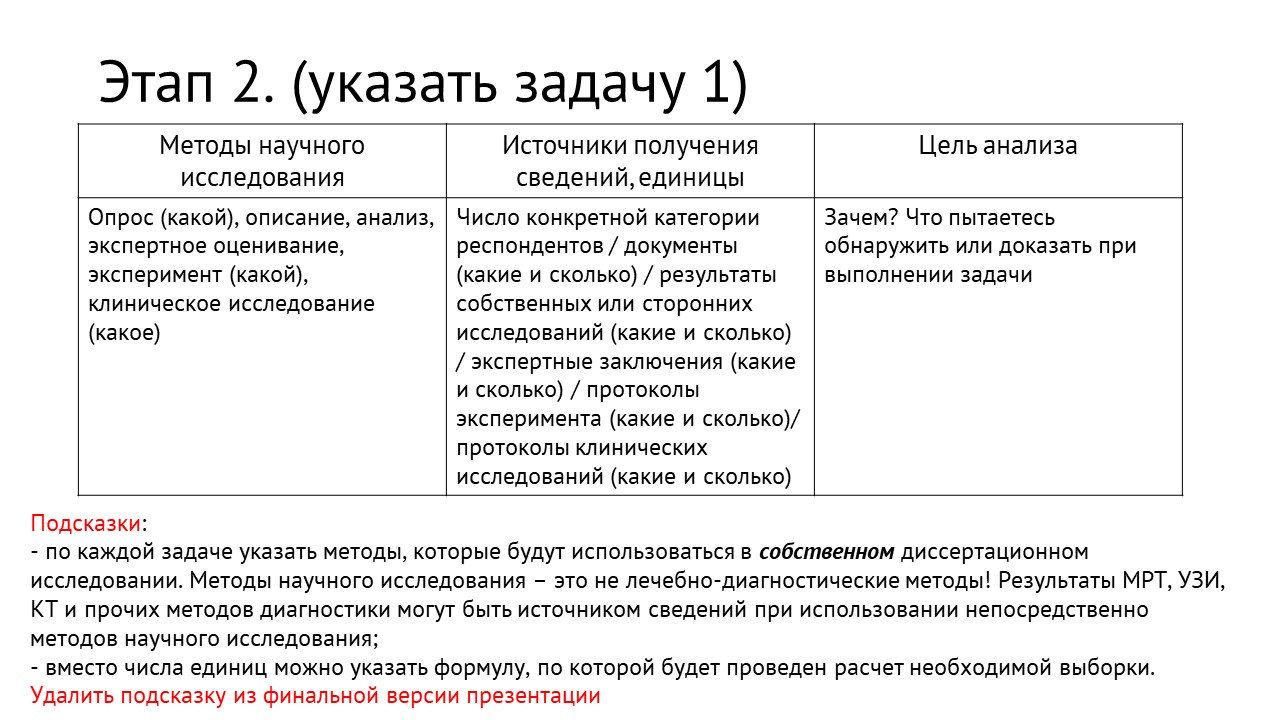 Этап 2. (указать задачу 1)
Методы научного
исследования
Источники получения
сведений, единицы
Цель анализа
Опрос (какой), описание, анализ,
экспертное оценивание,
эксперимент (какой),
клиническое исследование
(какое)
Число конкретной категории
респондентов / документы
(какие и сколько) / результаты
собственных или сторонних
исследований (какие и сколько)
/ экспертные заключения (какие
и сколько) / протоколы
эксперимента (какие и сколько)/
протоколы клинических
исследований (какие и сколько)
Зачем? Что пытаетесь
обнаружить или доказать при
выполнении задачи
Подсказки:
- по каждой задаче указать методы, которые будут использоваться в собственном диссертационном
исследовании. Методы научного исследования – это не лечебно-диагностические методы! Результаты МРТ, УЗИ,
КТ и прочих методов диагностики могут быть источником сведений при использовании непосредственно
методов научного исследования;
- вместо числа единиц можно указать формулу, по которой будет проведен расчет необходимой выборки.
Удалить подсказку из финальной версии презентации